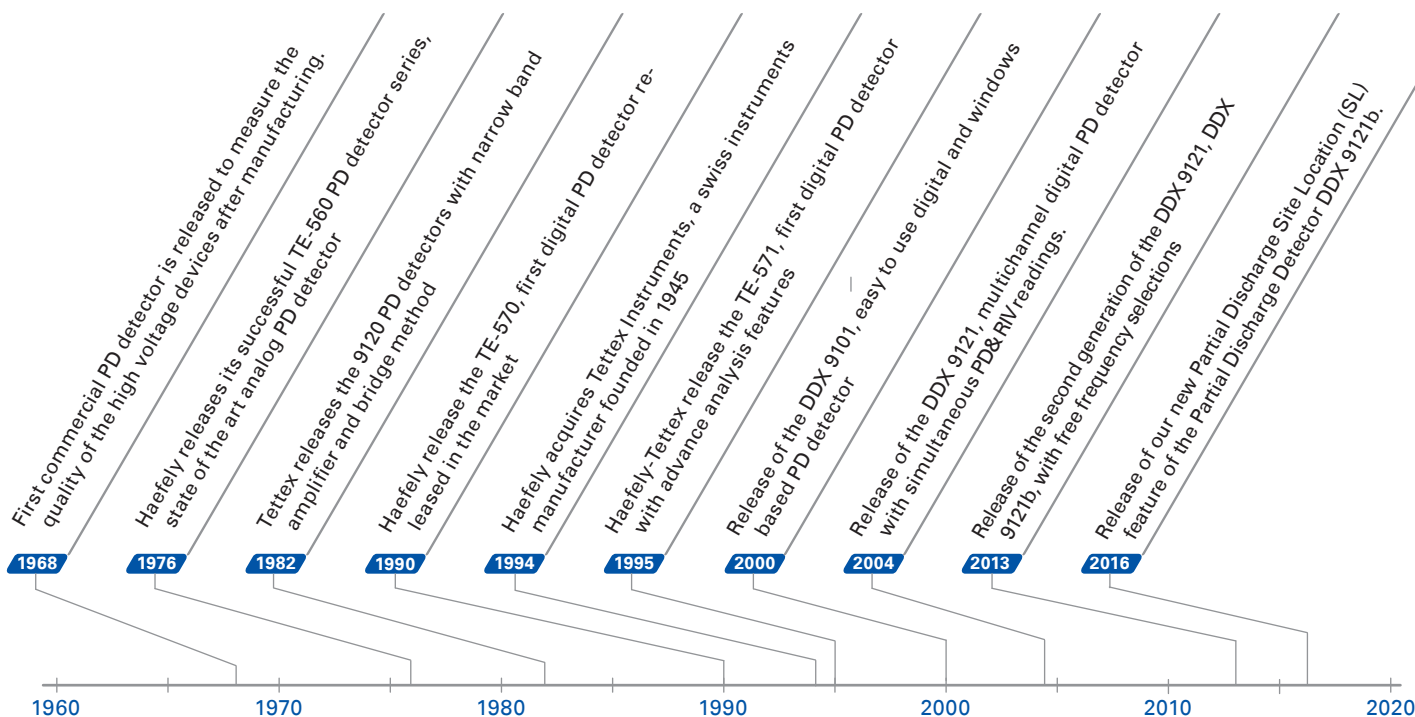 First commercial PD detector is released to measure the
quality of the high voltage devices after manufacturing.
Haefely releases its successful TE-560 PD detector series,
state of the art analog PD detector
Tettex releases the 9120 PD detectors with narrow band
amplifier and bridge method
Haefely release the TE-570, first digital PD detector re-
leased in the market
Haefely acquires Tettex Instruments, a swiss instruments
manufacturer founded in 1945
Haefely-Tettex release the TE-571, first digital PD detector
with advance analysis features
Release of the DDX 9101, easy to use digital and windows
based PD detector
Release of the DDX 9121, multichannel digital PD detector
with simultaneous PD&RIV readings.
Release of the second generation of the DDX 9121, DDX
9121b, with free frequency selections
Release of our new Partial Discharge Site Location (SL)
feature of the Partial Discharge Detector DDX 9121b.
1968 1976 1982 1990 1994 1995 2000 2004 2013 2016
1960 1970 1980 1990 2000 2010 2020